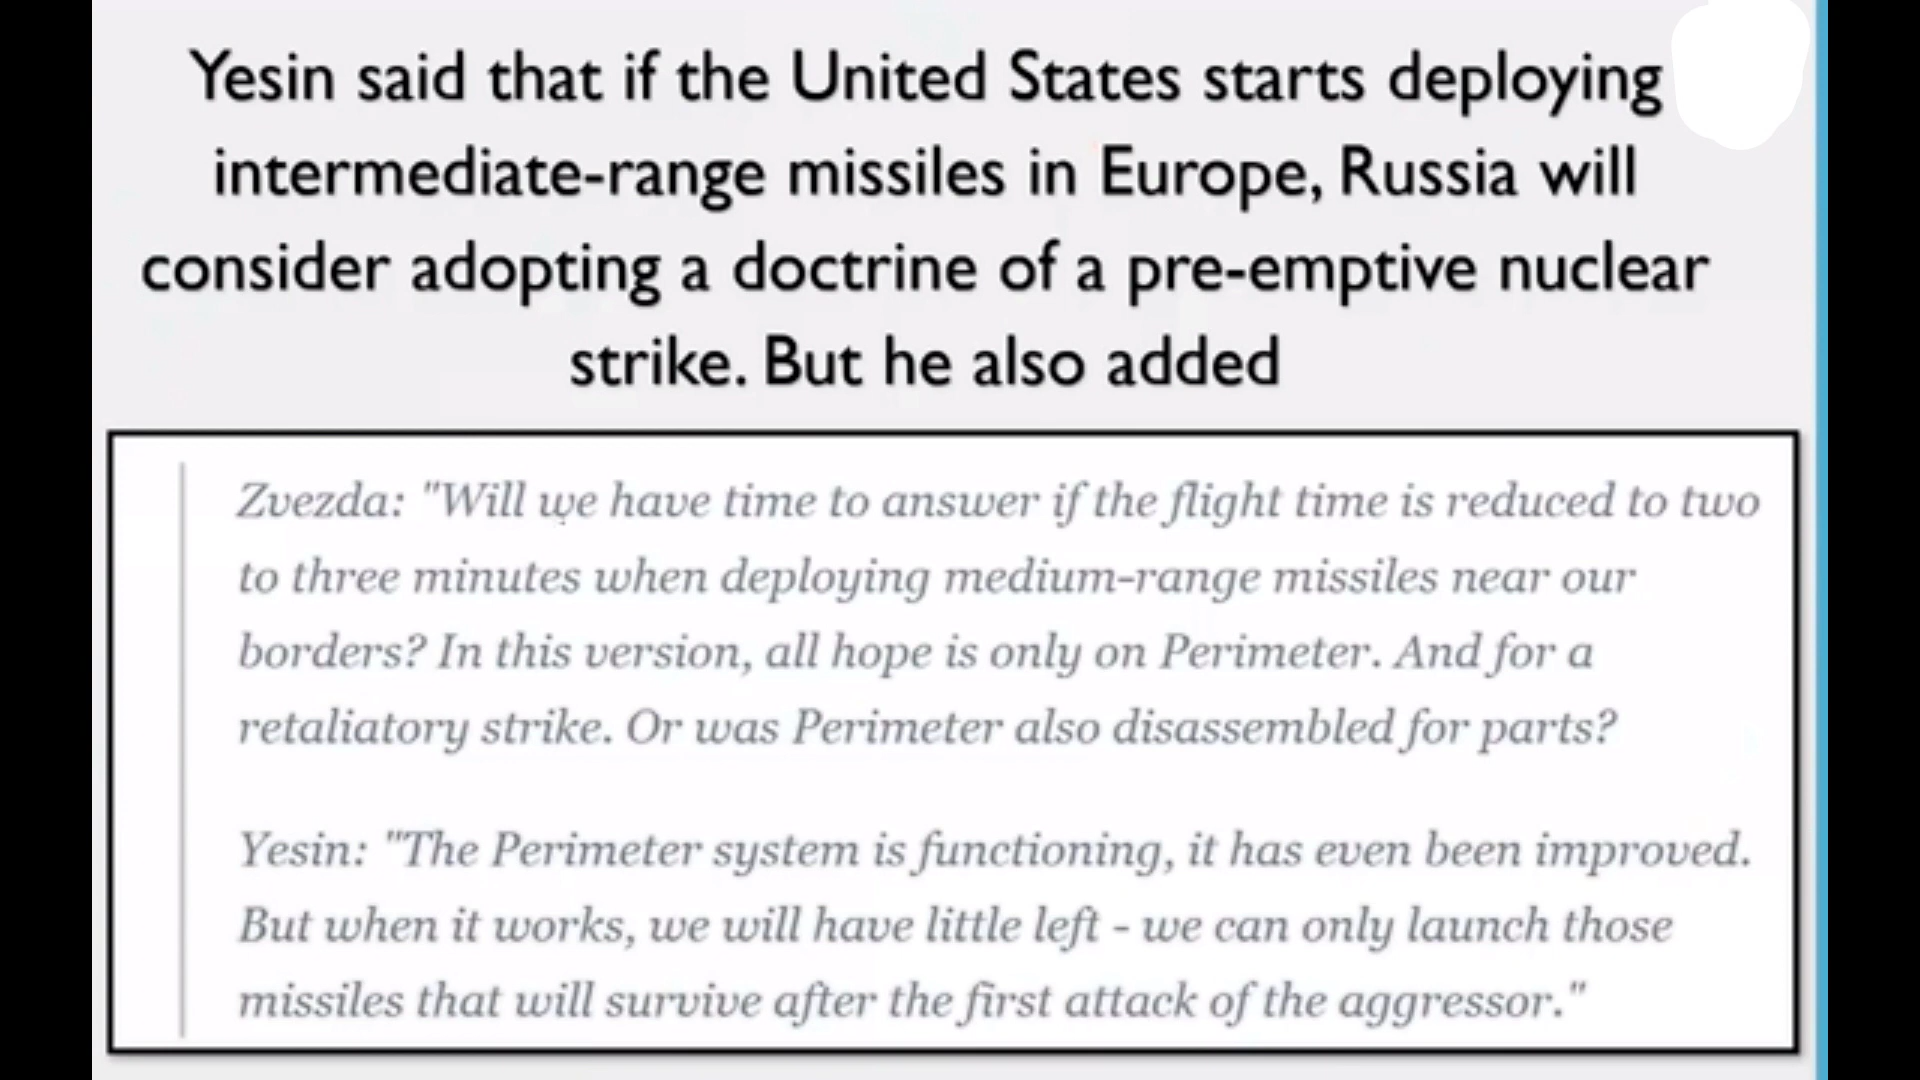 Yesin said that if the United States starts deploying
intermediate-range missiles in Europe, Russia will
consider adopting a doctrine of a pre-emptive nuclear
strike. But he also added
Zvezda: "Will we have time to answer if the flight time is reduced to two
to three minutes when deploying medium-range missiles near our
borders? In this version, all hope is only on Perimeter. And for a
retaliatory strike. Or was Perimeter also disassembled for parts?
Yesin: "The Perimeter system is functioning, it has even been improved.
But when it works, we will have little left - we can only launch those
missiles that will survive after the first attack of the aggressor."